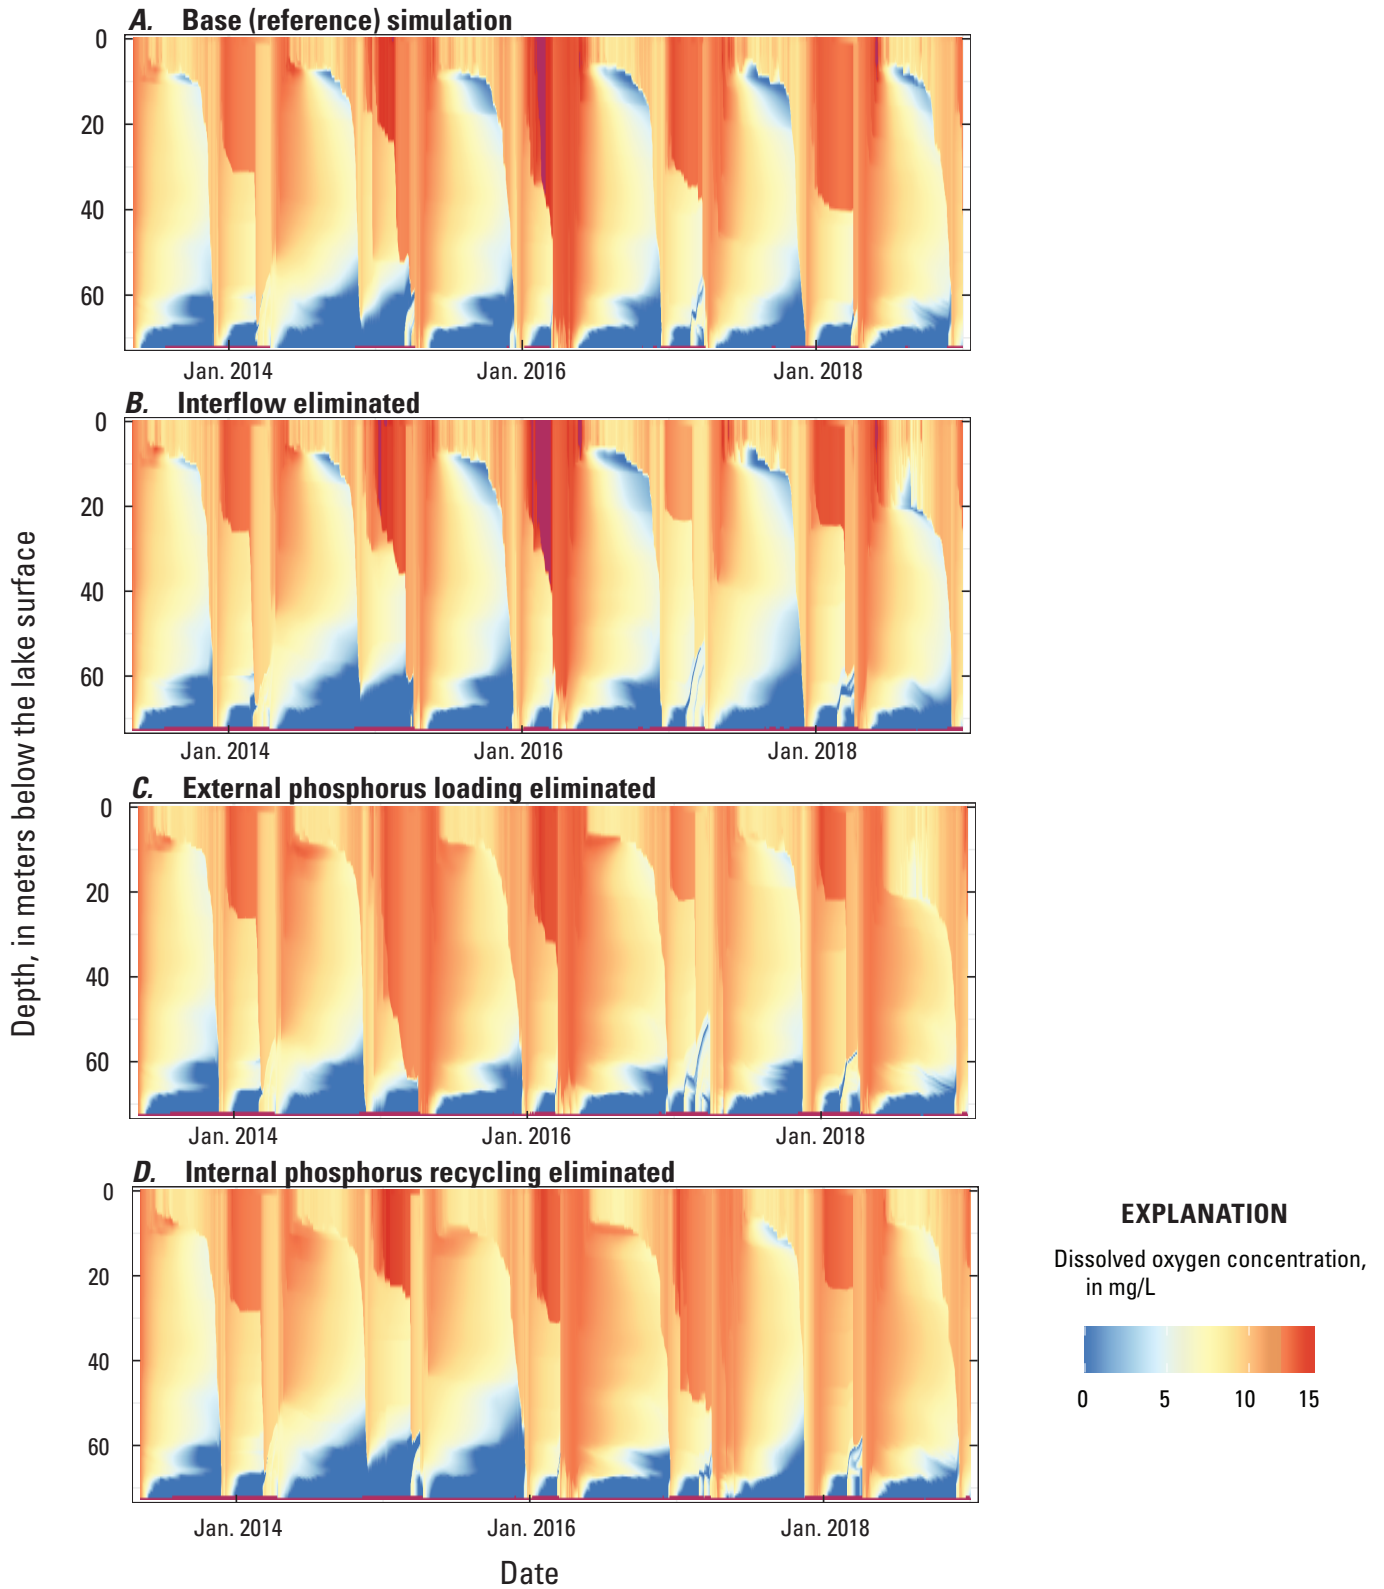 A. Base (reference) simulation
0
20
40
60
Jan. 2014
Jan. 2016
Jan. 2018
B. Interflow eliminated
0
20
40
60
Jan. 2014
Jan. 2016
Jan. 2018
C. External phosphorus loading eliminated
0
20
40
60
Jan. 2014
Jan. 2016
Jan. 2018
D. Internal phosphorus recycling eliminated
0
20
40
60
Jan. 2014
Jan. 2016
Jan. 2018
Depth, in meters below the lake surface
Date
EXPLANATION
Dissolved oxygen concentration,
in mg/L
0 5 10 15